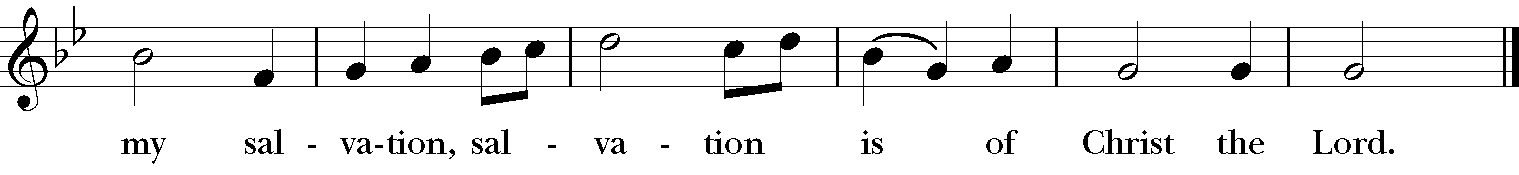 my sal - va-tion, sal - va - tion is of Christ the Lord.